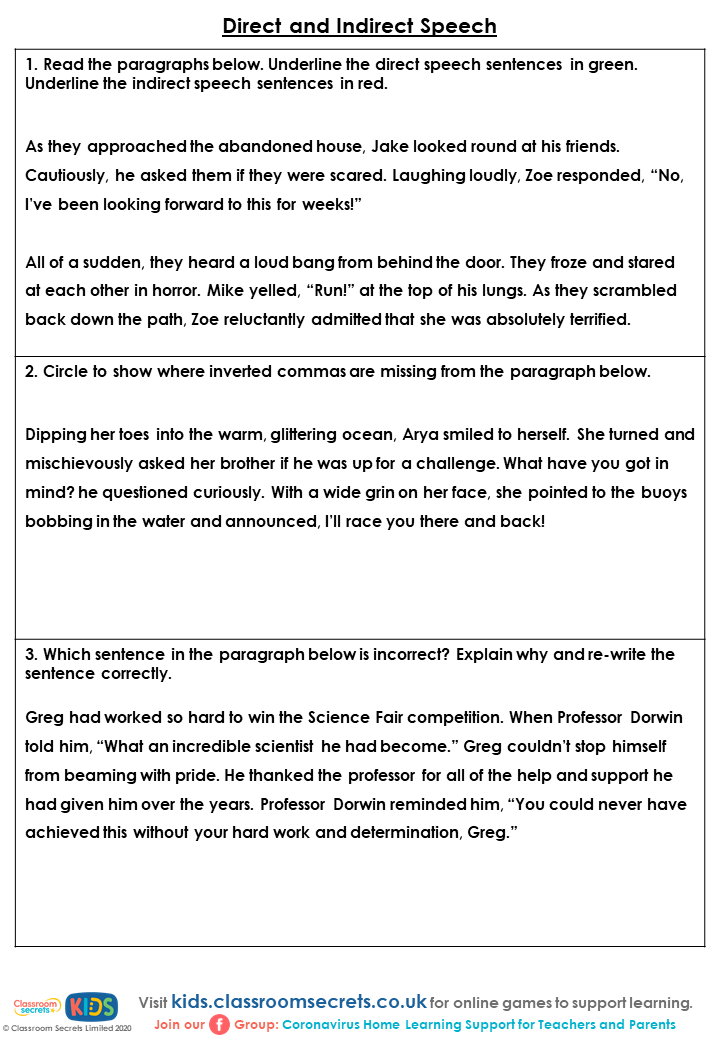 Direct and Indirect Speech
1. Read the paragraphs below. Underline the direct speech sentences in green.
Underline the indirect speech sentences in red.
As they approached the abandoned house, Jake looked round at his friends.
Cautiously, he asked them if they were scared. Laughing loudly, Zoe responded, “No,
I’ve been looking forward to this for weeks!”
All of a sudden, they heard a loud bang from behind the door. They froze and stared
at each other in horror. Mike yelled, “Run!” at the top of his lungs. As they scrambled
back down the path, Zoe reluctantly admitted that she was absolutely terrified.
2. Circle to show where inverted commas are missing from the paragraph below.
Dipping her toes into the warm, glittering ocean, Arya smiled to herself. She turned and
mischievously asked her brother if he was up for a challenge. What have you got in
mind? he questioned curiously. With a wide grin on her face, she pointed to the buoys
bobbing in the water and announced, I’ll race you there and back!
3. Which sentence in the paragraph below is incorrect? Explain why and re-write the
sentence correctly.
Greg had worked so hard to win the Science Fair competition. When Professor Dorwin
told him, “What an incredible scientist he had become.” Greg couldn’t stop himself
from beaming with pride. He thanked the professor for all of the help and support he
had given him over the years. Professor Dorwin reminded him, “You could never have
achieved this without your hard work and determination, Greg.”
Classroom Secrets KIDS
Visit kids.classroomsecrets.co.uk for online games to support learning.
© Classroom Secrets Limited 2020
Join our f Group: Coronavirus Home Learning Support for Teachers and Parents